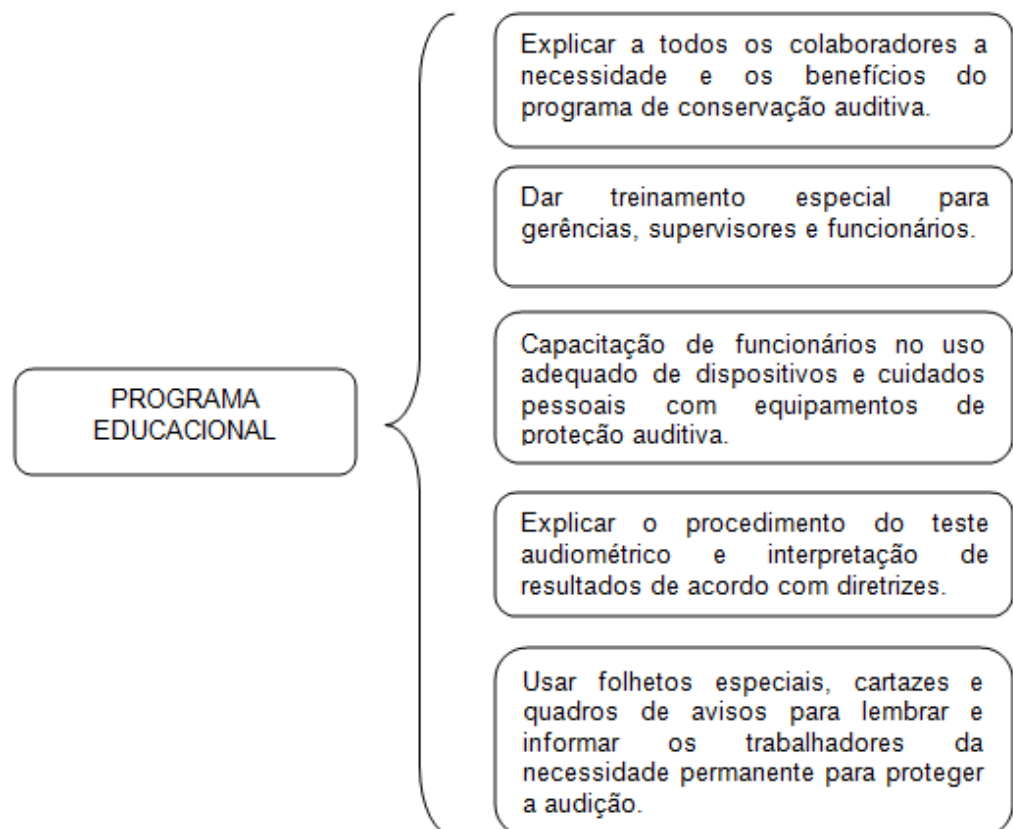 Explicar a todos os colaboradores a
necessidade e os benefícios do
programa de conservação auditiva.
Dar treinamento especial para
gerências, supervisores e funcionários.
PROGRAMA
EDUCACIONAL
Capacitação de funcionários no uso
adequado de dispositivos e cuidados
pessoais com equipamentos de
proteção auditiva.
Explicar o procedimento do teste
audiométrico e interpretação de
resultados de acordo com diretrizes.
Usar folhetos especiais, cartazes e
quadros de avisos para lembrar e
informar os trabalhadores da
necessidade permanente para proteger
a audição.